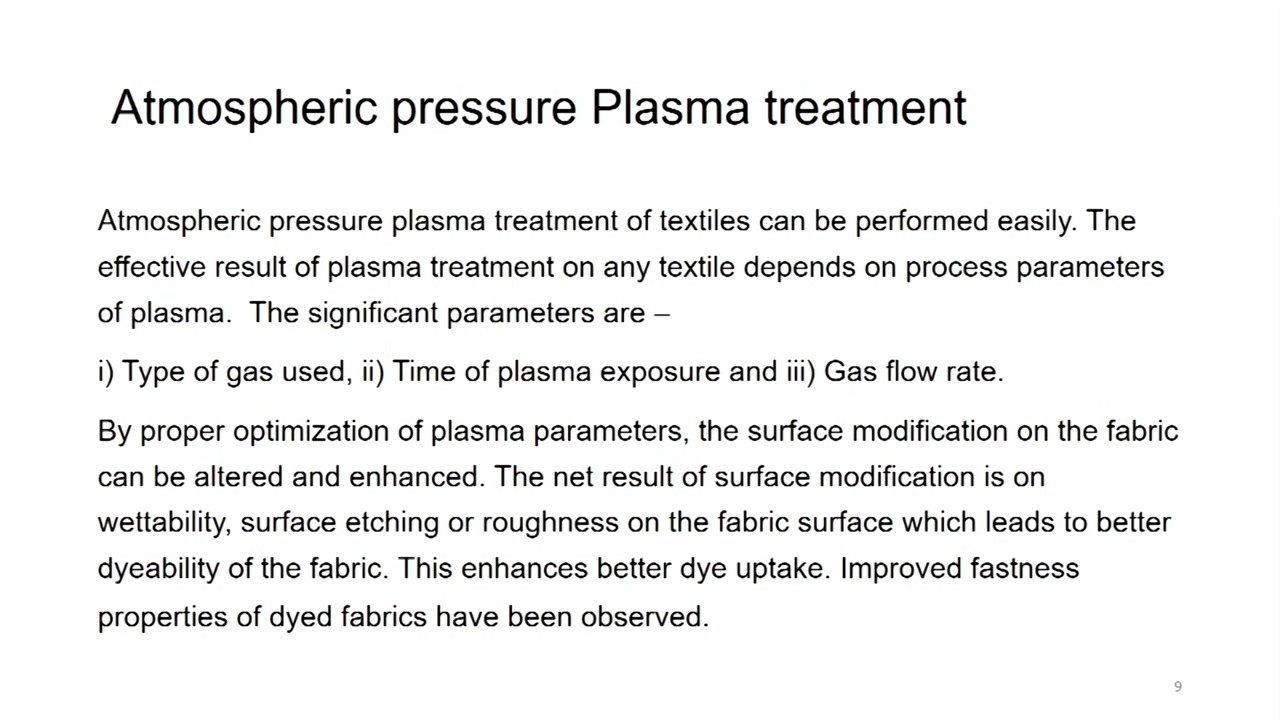 Atmospheric pressure Plasma treatment
Atmospheric pressure plasma treatment of textiles can be performed easily. The
effective result of plasma treatment on any textile depends on process parameters
of plasma.  The significant parameters are –
i) Type of gas used, ii) Time of plasma exposure and iii) Gas flow rate.
By proper optimization of plasma parameters, the surface modification on the fabric
can be altered and enhanced. The net result of surface modification is on
wettability, surface etching or roughness on the fabric surface which leads to better
dyeability of the fabric. This enhances better dye uptake. Improved fastness
properties of dyed fabrics have been observed.
9